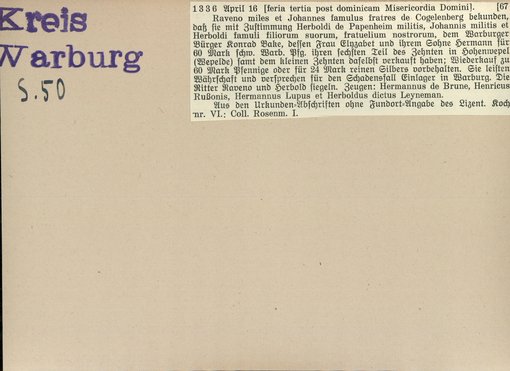 Kreis
Warburg
S. 50
1336 April 16 [feria tertia post dominicam Misericordia Domini]. [67
Raveno miles et Johannes famulus fratres de Cogelenberg bekunden,
daß sie mit Zustimmung Herboldi de Papenheim militis, Johannis militis et
Herboldi famuli filiorum suorum, fratuelium nostrorum, dem Warburger
Bürger Konrad Bake, dessen Frau Elyzabet und ihrem Sohne Hermann für
60 Mark schw. Warb. Pfg. ihren sechsten Teil des Zehnten in Hohenwepel
(Wepelde) samt dem kleinen Zehnten daselbst verkauft haben; Wiederkauf zu
60 Mark Pfennige oder für 24 Mark reinen Silbers vorbehalten. Sie leisten
Währschaft und versprechen für den Schadensfall Einlager in Warburg. Die
Ritter Raveno und Herbold siegeln. Zeugen: Hermannus de Brune, Henricus
Rußonis, Hermannus Lupus et Herboldus dictus Leyneman.
Aus den Urkunden-Abschriften ohne Fundort-Angabe des Lizent. Koch
nr. VI.; Coll. Rosenm. I.